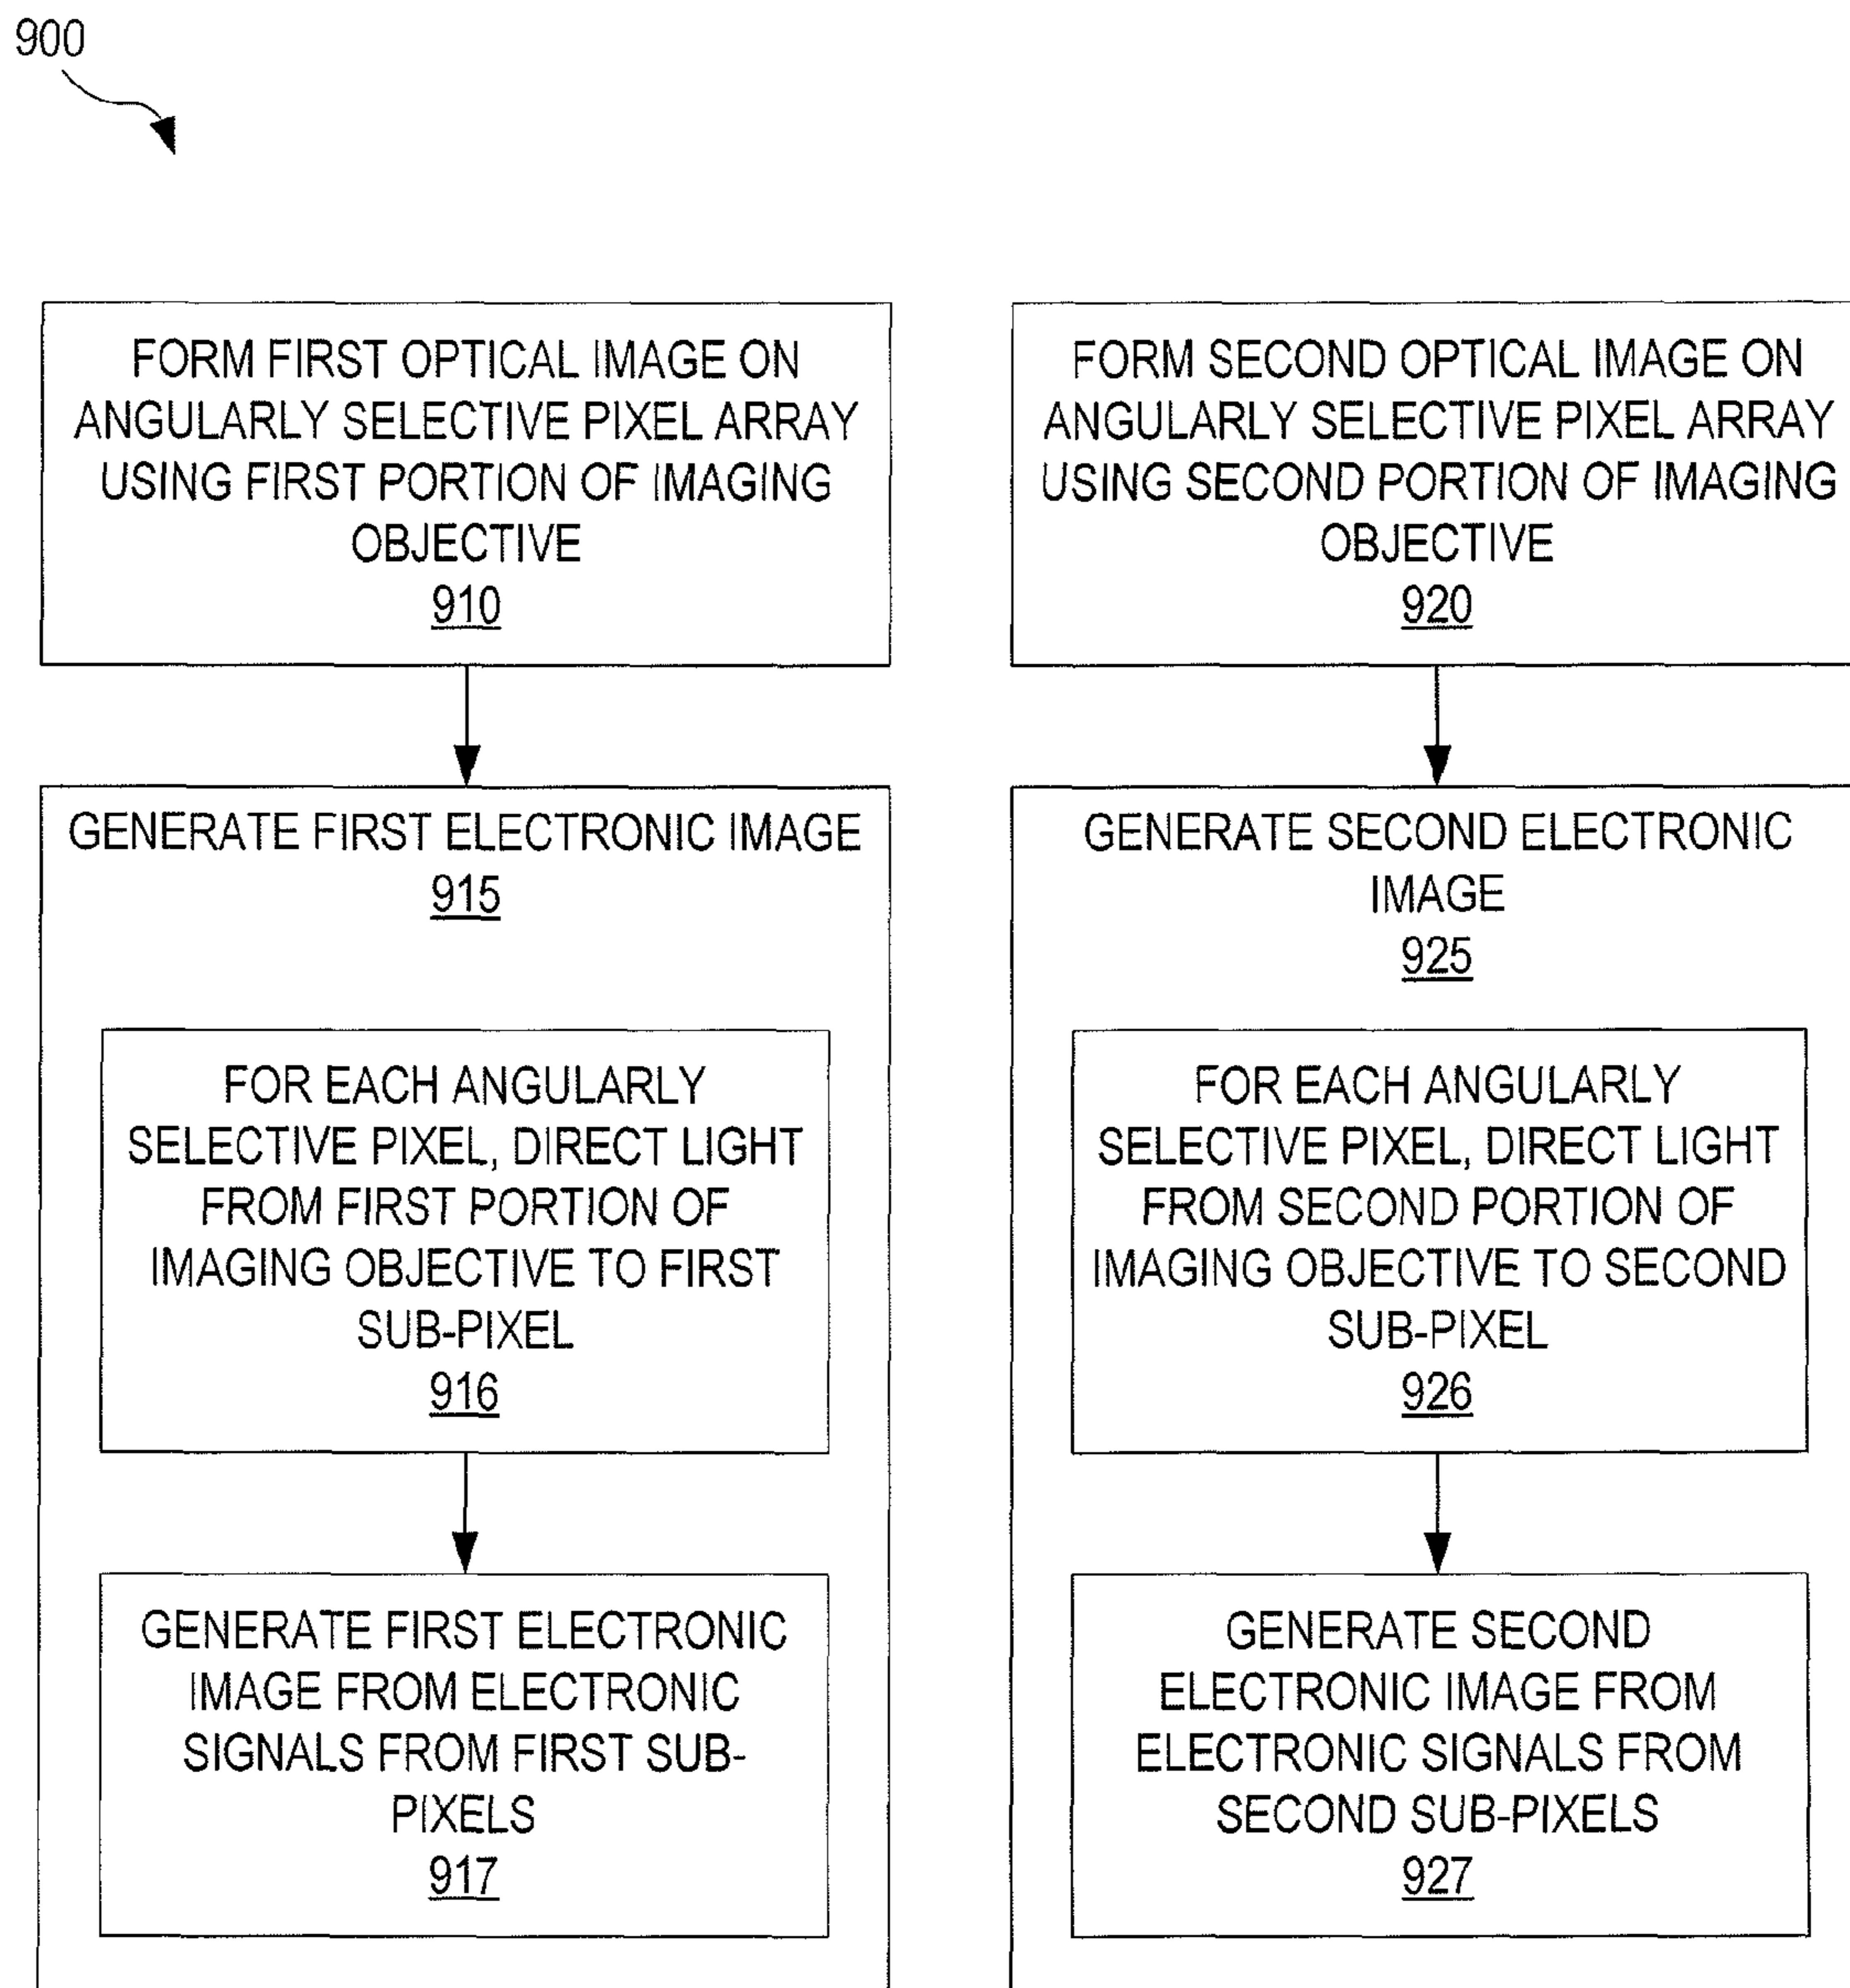 900
FORM FIRST OPTICAL IMAGE ON
ANGULARLY SELECTIVE PIXEL ARRAY
USING FIRST PORTION OF IMAGING
OBJECTIVE
910
GENERATE FIRST ELECTRONIC IMAGE
915
FOR EACH ANGULARLY
SELECTIVE PIXEL, DIRECT LIGHT
FROM FIRST PORTION OF
IMAGING OBJECTIVE TO FIRST
SUB-PIXEL
916
GENERATE FIRST ELECTRONIC
IMAGE FROM ELECTRONIC
SIGNALS FROM FIRST SUB-
PIXELS
917
FORM SECOND OPTICAL IMAGE ON
ANGULARLY SELECTIVE PIXEL ARRAY
USING SECOND PORTION OF IMAGING
OBJECTIVE
920
GENERATE SECOND ELECTRONIC
IMAGE
925
FOR EACH ANGULARLY
SELECTIVE PIXEL, DIRECT LIGHT
FROM SECOND PORTION OF
IMAGING OBJECTIVE TO SECOND
SUB-PIXEL
926
GENERATE SECOND
ELECTRONIC IMAGE FROM
ELECTRONIC SIGNALS FROM
SECOND SUB-PIXELS
927